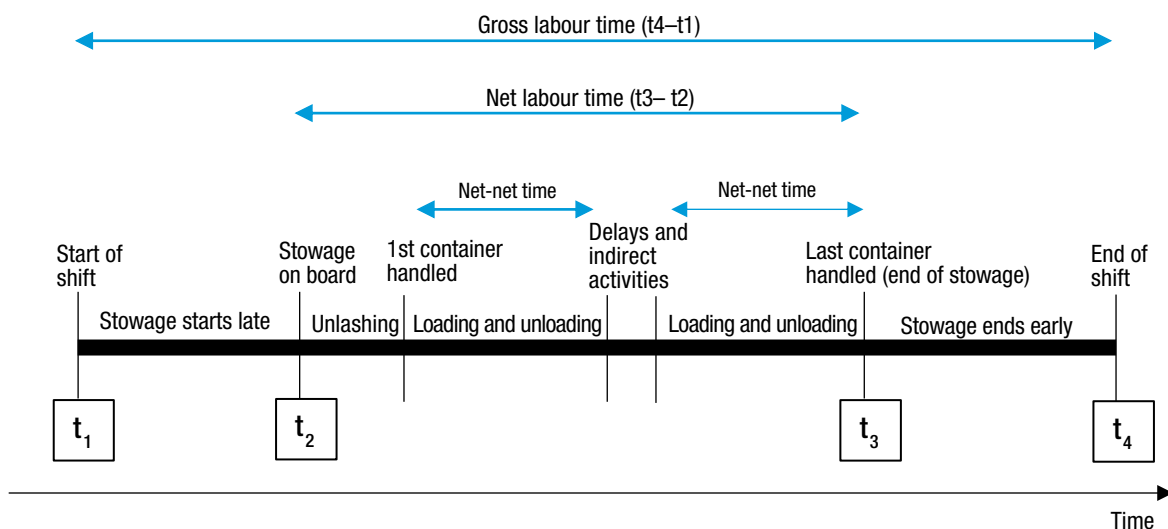 Gross labour time (t4–t1)
Net labour time (t3– t2)
Net-net time
Net-net time
Start of
shift
Stowage
on board
1st container
handled
Delays and
indirect
activities
Last container
handled (end of stowage)
End of
shift
Stowage starts late
Unlashing
Loading and unloading
Loading and unloading
Stowage ends early
t1
t2
t3
t4
Time